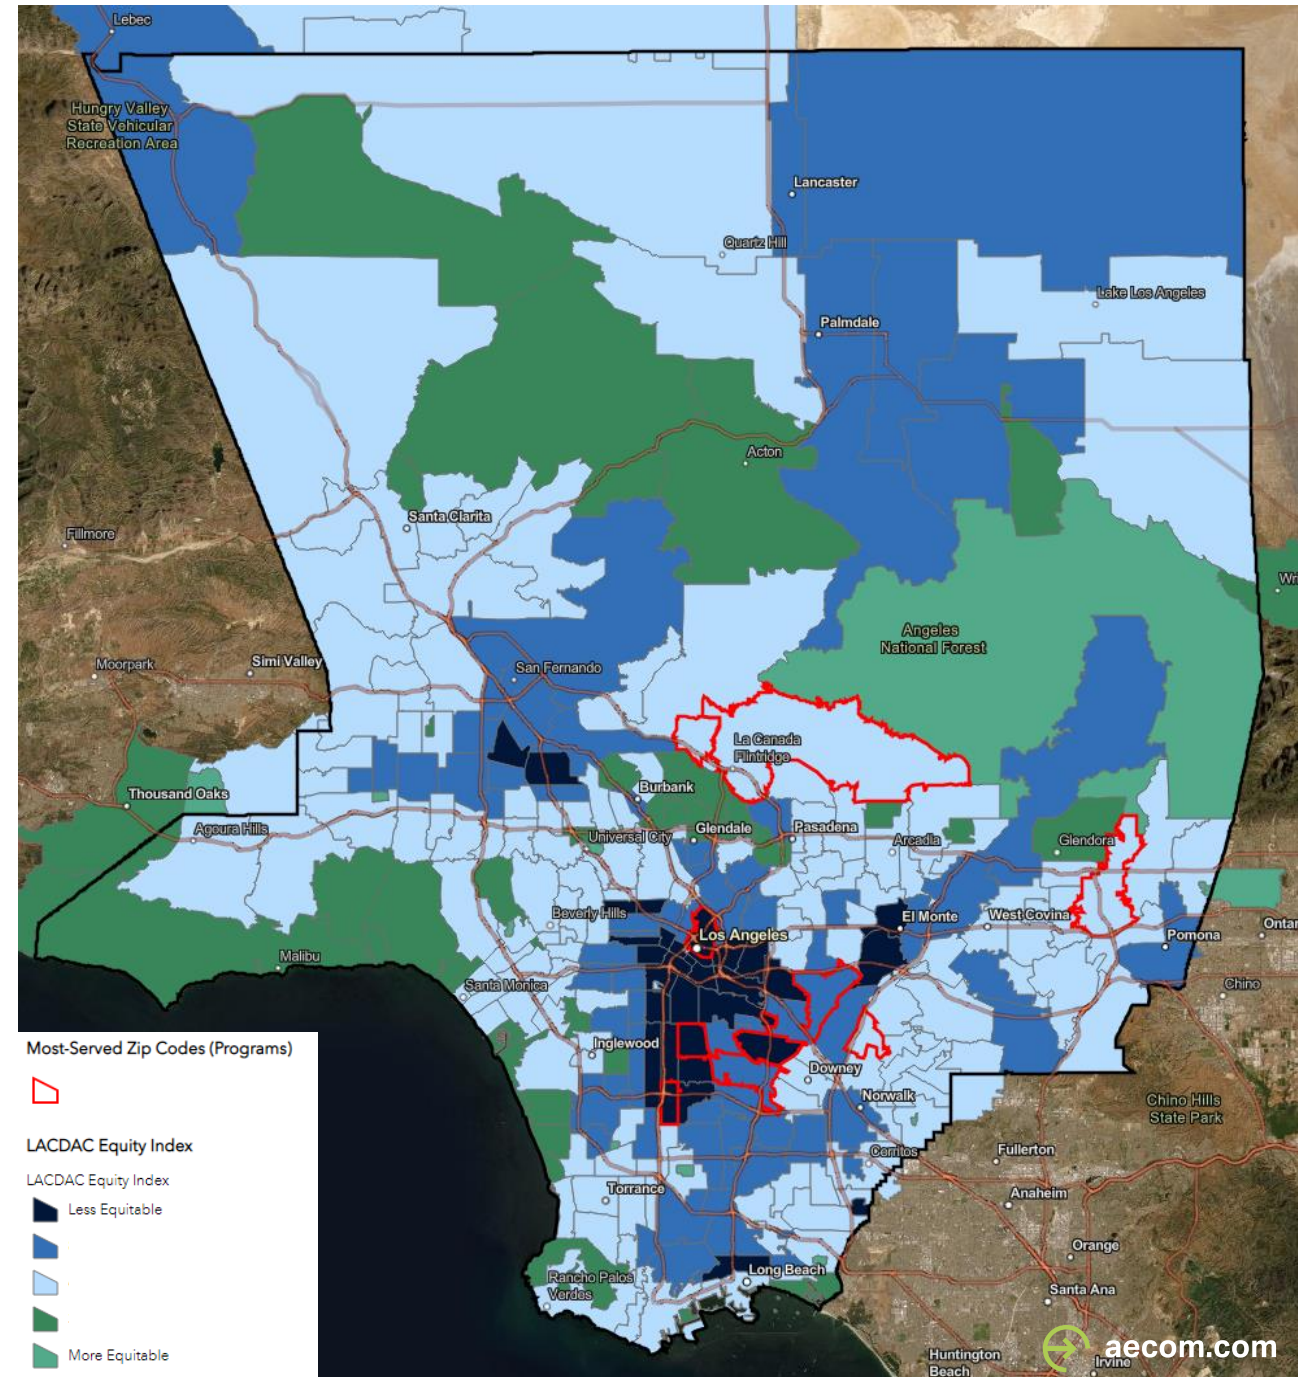 Lebec
Hungry Valley
State Vehicular
Recreation Area
Lancaster
Quartz Hill
Lake Los Angeles
Palmdale
Acton
Santa Clarita
Fillmore
Wri
Angeles
National Forest
Moorpark
Simi Valley
San Fernando
La Canada
Flintridge
Thousand Oaks
Burbank
Agoura Hills
Universal City
Glendale
Pasadena
Arcadia
Glendora
Beverly Hills
El Monte
West Covina
Ontar
Los Angeles
Pomona
Malibu
Santa Monica
Chino
Most-Served Zip Codes (Programs)
Inglewood
Downey
Norwalk
Chino Hills
State Park
LACDAC Equity Index
LACDAC Equity Index
Less Equitable
More Equitable
Cerritos
Fullerton
Torrance
Anaheim
Orange
Rancho Palos
Verdes
Long Beach
Santa Ana
Huntington
Beach
Irvine
aecom.com